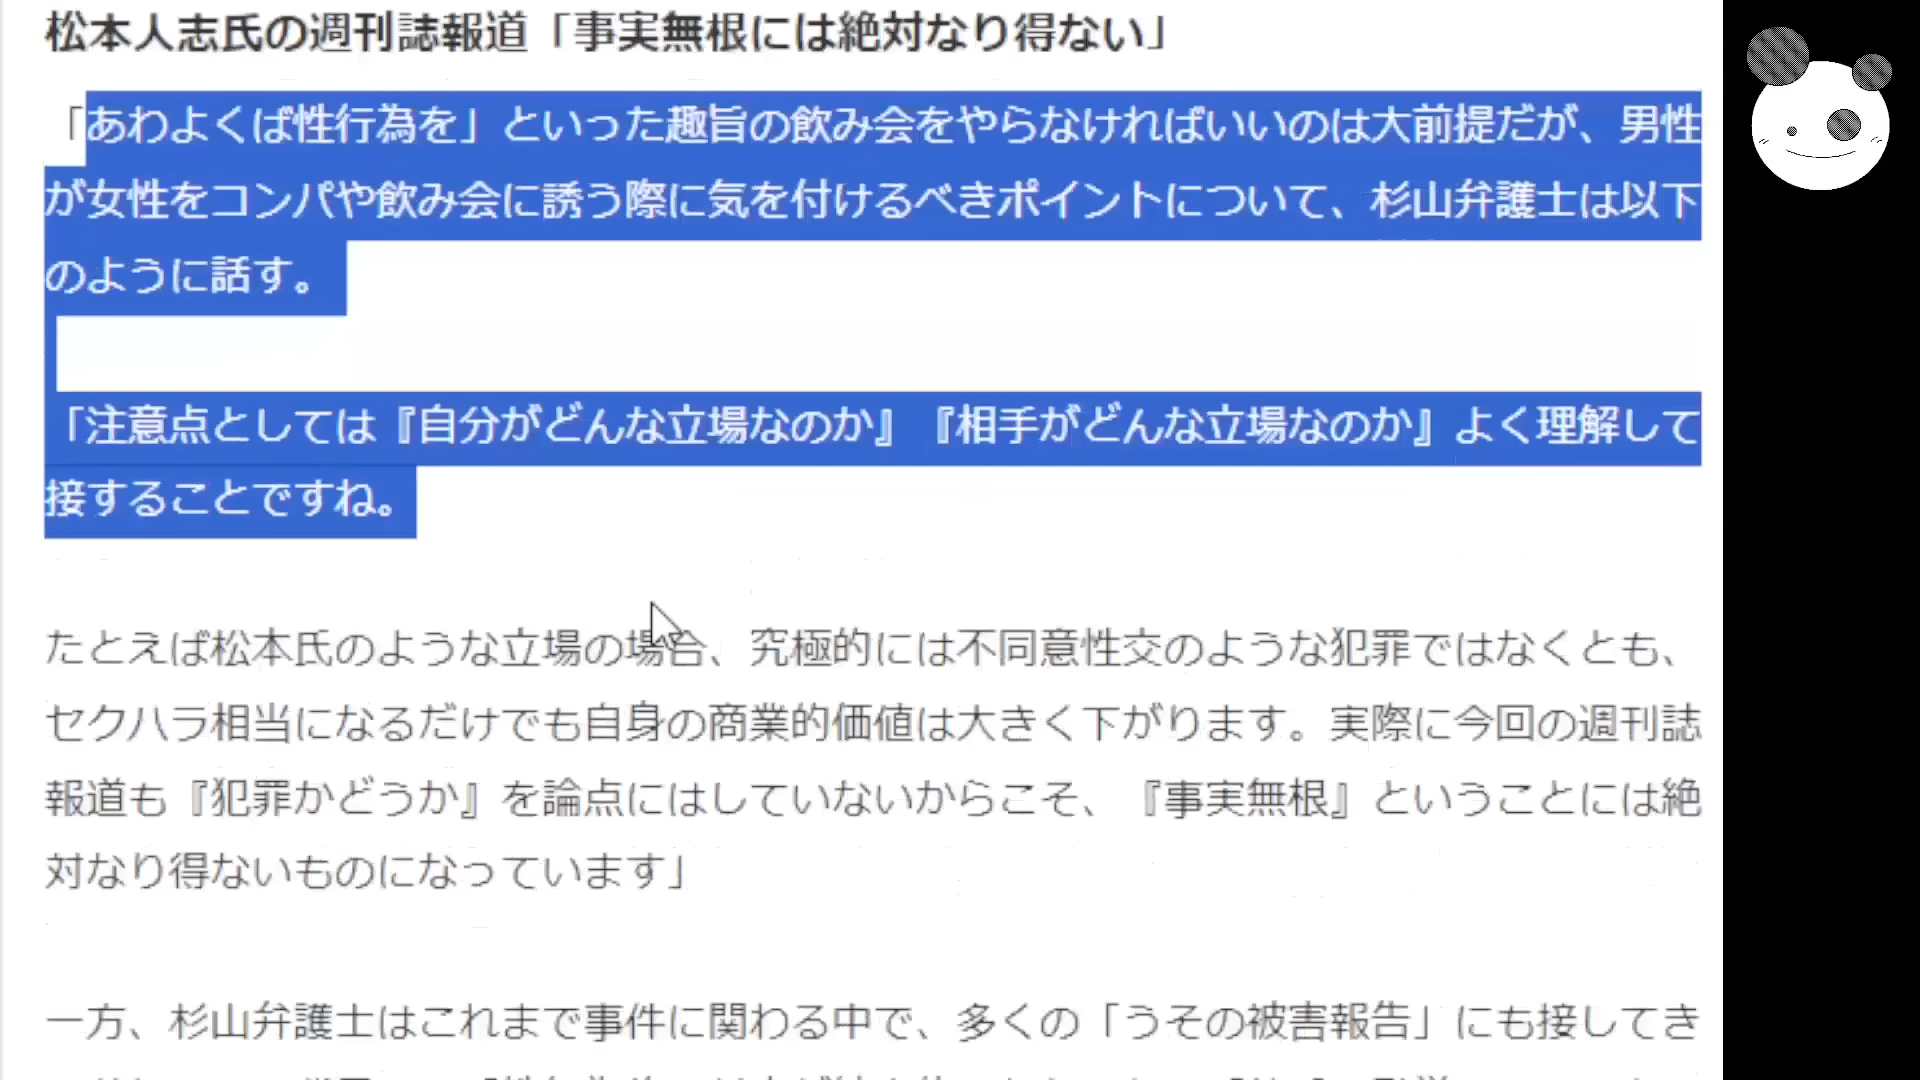 松本人志氏の週刊誌報道「事実無根には絶対なり得ない」
「あわよくば性行為を」といった趣旨の飲み会をやらなければいいのは大前提だが、男性
が女性をコンパや飲み会に誘う際に気を付けるべきポイントについて、杉山弁護士は以下
のように話す。
「注意点としては『自分がどんな立場なのか』『相手がどんな立場なのか』よく理解して
接することですね。
たとえば松本氏のような立場の場合、究極的には不同意性交のような犯罪ではなくとも、
セクハラ相当になるだけでも自身の商業的価値は大きく下がります。実際に今回の週刊誌
報道も『犯罪かどうか』を論点にはしていないからこそ、『事実無根』ということには絶
対なり得ないものになっています」
一方、杉山弁護士はこれまで事件に関わる中で、多くの「うその被害報告」にも接してき